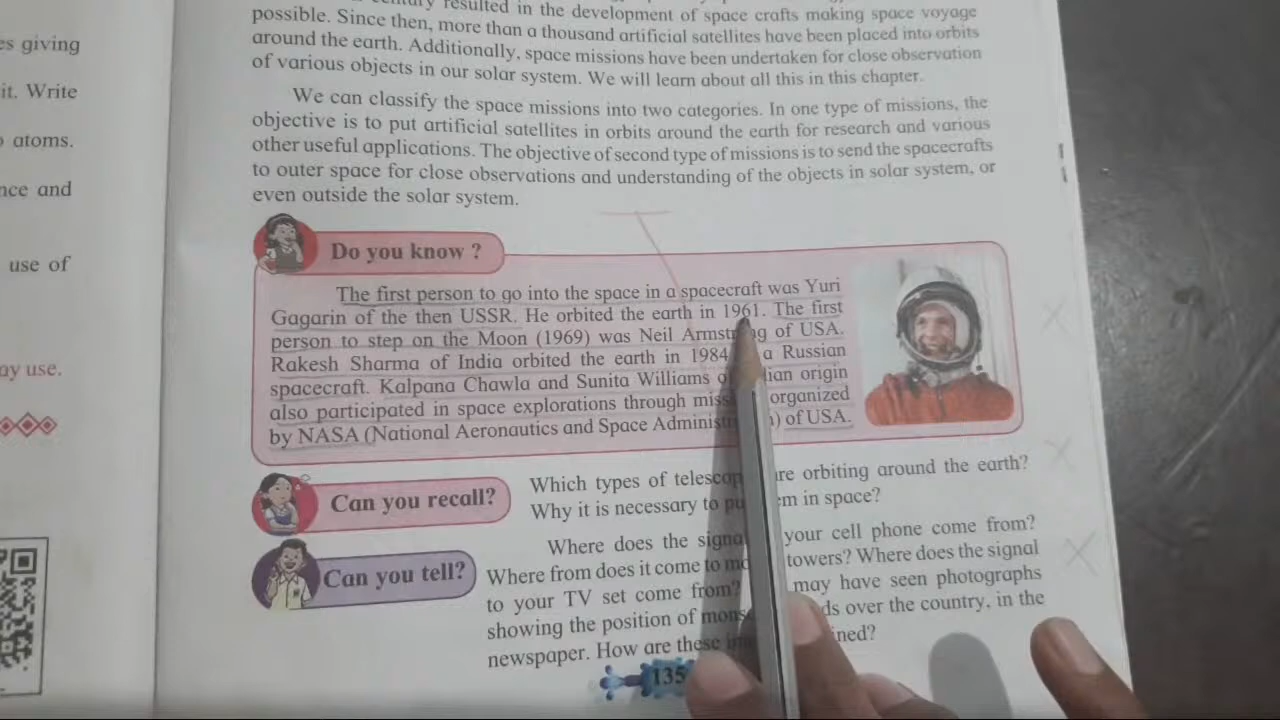 es giving
it. Write
atoms.
nce and
use of
ay use.
century resulted in the development of space crafts making space voyage
possible. Since then, more than a thousand artificial satellites have been placed into orbits
around the earth. Additionally, space missions have been undertaken for close observation
of various objects in our solar system. We will learn about all this in this chapter.
We can classify the space missions into two categories. In one type of missions, the
objective is to put artificial satellites in orbits around the earth for research and various
other useful applications. The objective of second type of missions is to send the spacecrafts
to outer space for close observations and understanding of the objects in solar system, or
even outside the solar system.
Do you know ?
The first person to go into the space in a spacecraft was Yuri
Gagarin of the then USSR. He orbited the earth in 1961. The first
person to step on the Moon (1969) was Neil Armstrong of USA.
Rakesh Sharma of India orbited the earth in 1984 a Russian
spacecraft. Kalpana Chawla and Sunita Williams o ian origin
also participated in space explorations through miss organized
by NASA (National Aeronautics and Space Administ ) of USA.
Can you recall?
Which types of telescop re orbiting around the earth?
Why it is necessary to pu m in space?
Can you tell?
Where does the signa your cell phone come from?
Where from does it come to mo towers? Where does the signal
to your TV set come from? may have seen photographs
showing the position of mons ds over the country, in the
newspaper. How are these im ined?
135